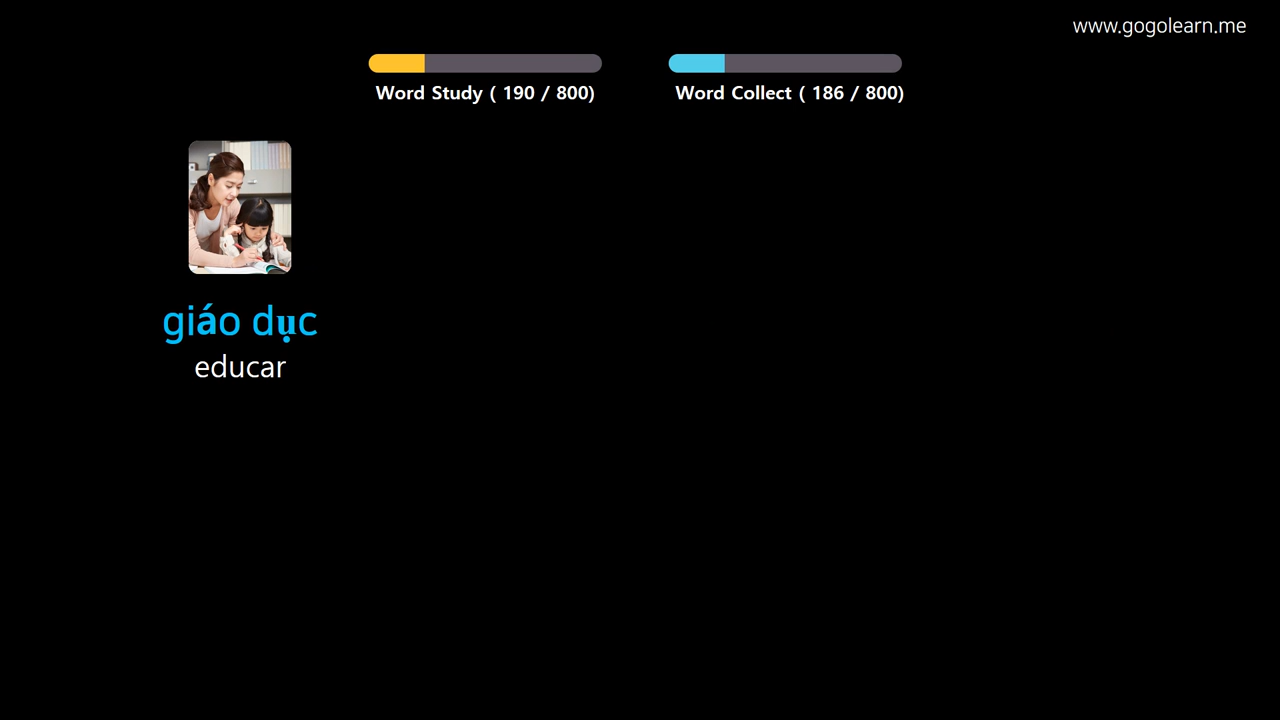 www.gogolearn.me
Word Study ( 190 / 800)
Word Collect ( 186 / 800)
giáo dục
educar